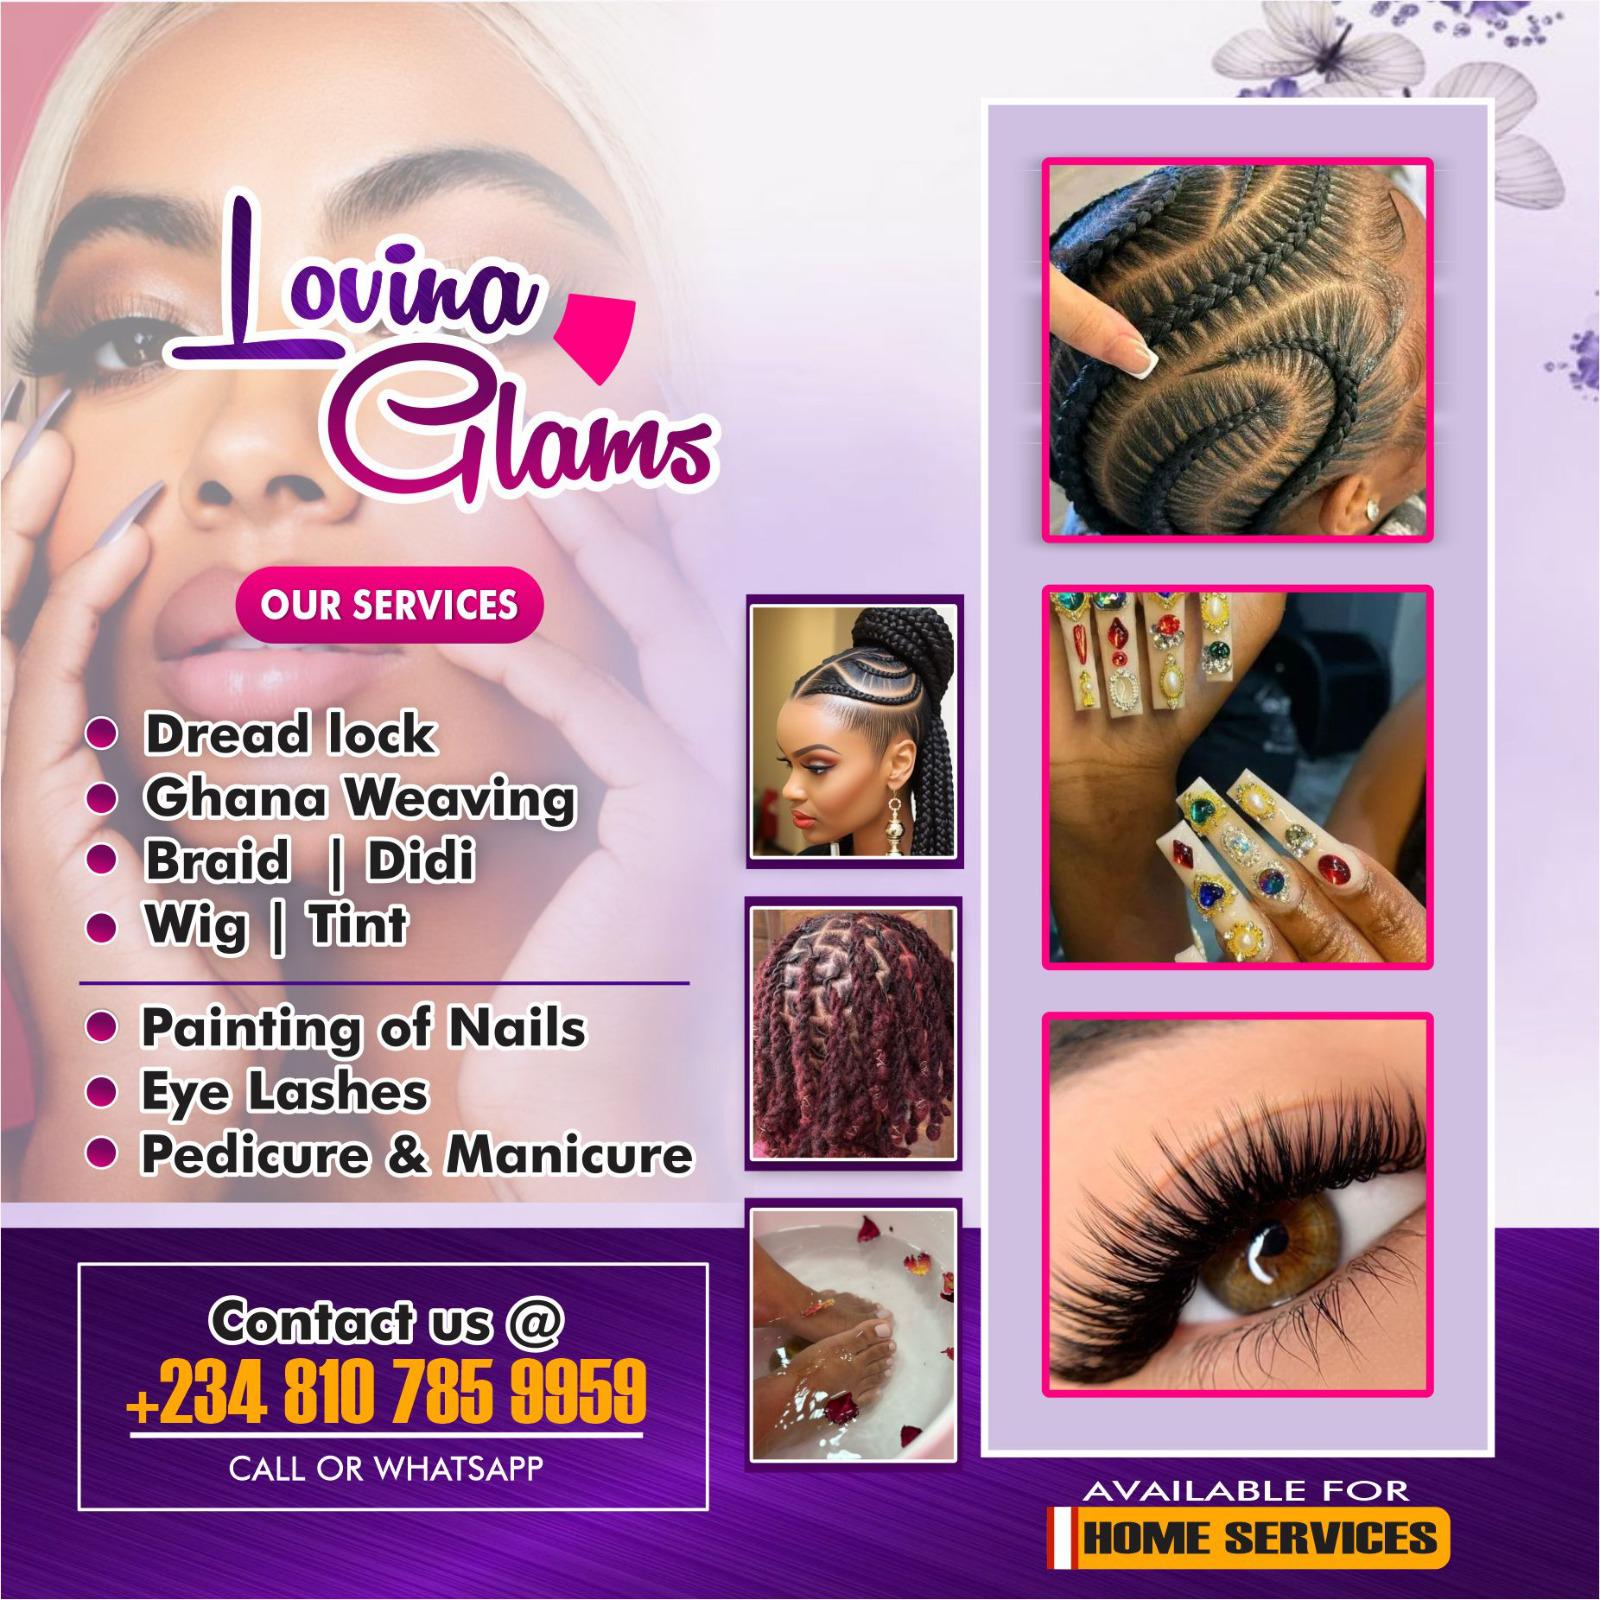 Lovina
Glams
OUR SERVICES
Dread lock
Ghana Weaving
Braid | Didi
Wig | Tint
Painting of Nails
Eye Lashes
Pedicure & Manicure
Contact us @
+234 810 785 9959
CALL OR WHATSAPP
AVAILABLE FOR
HOME SERVICES